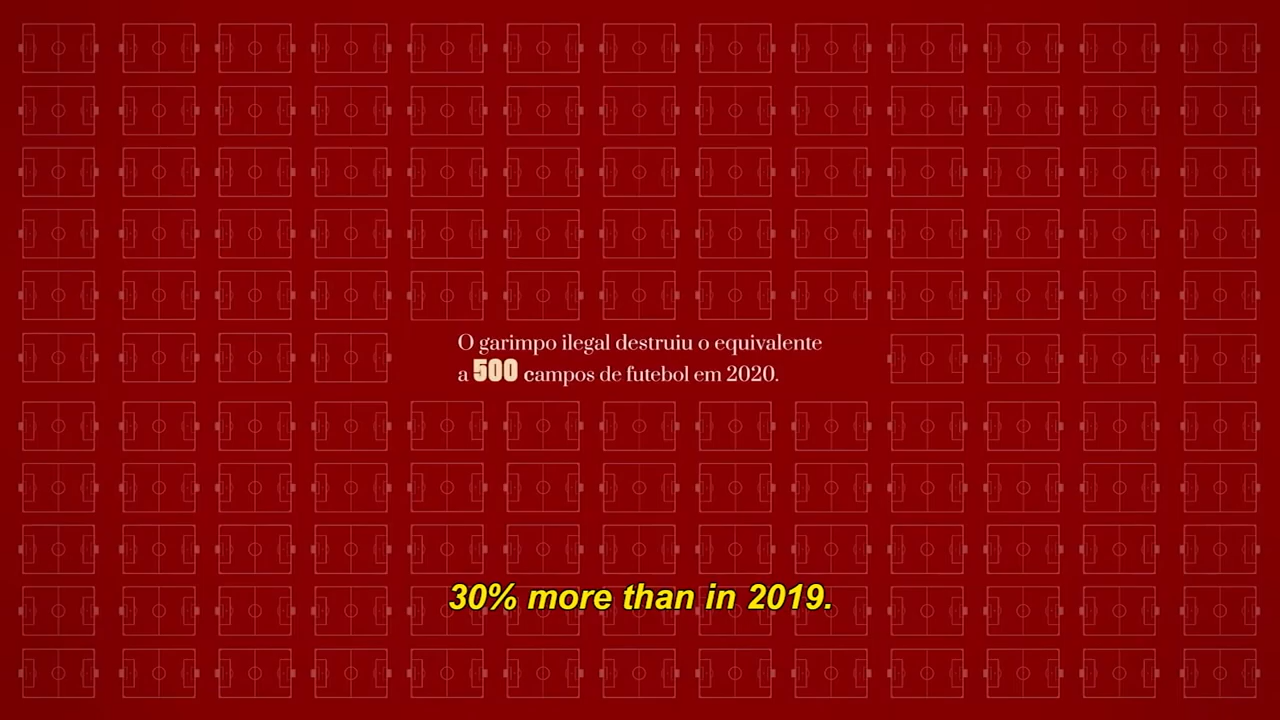 O garimpo ilegal destruiu o equivalente
a 500 campos de futebol em 2020.
30% more than in 2019.